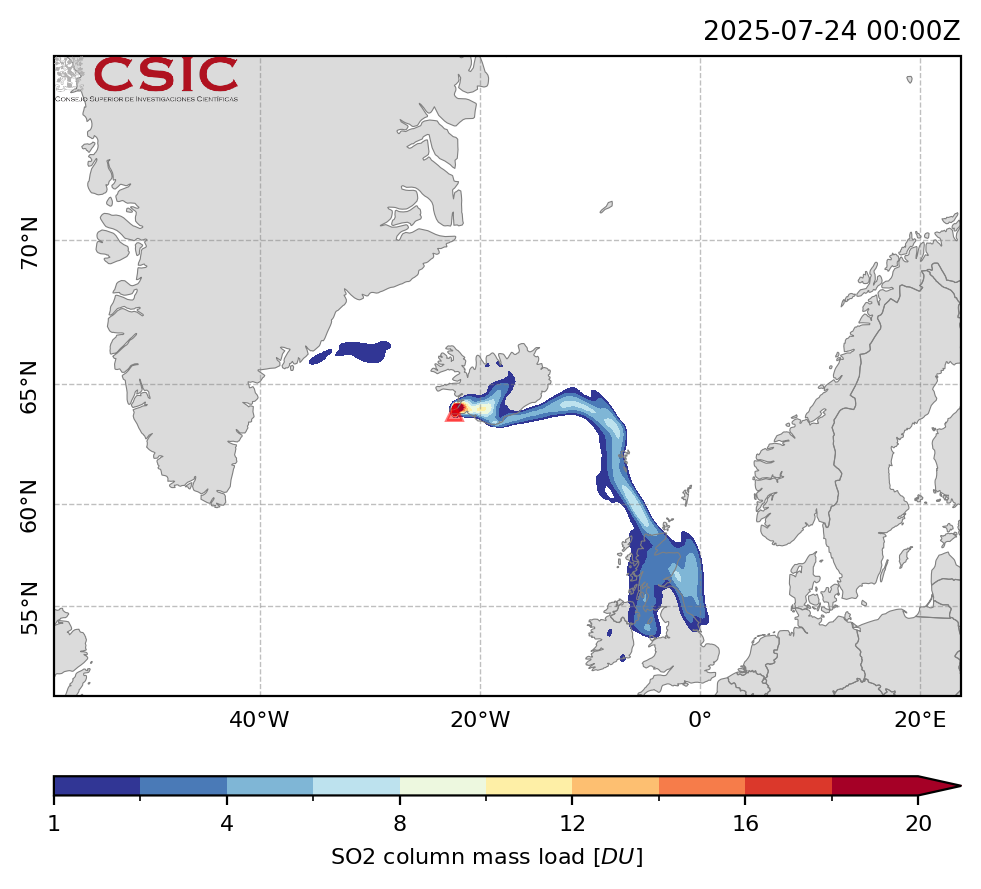 2025-07-24 00:00Z
CSIC
CONSEJO SUPERIOR DE INVESTIGACIONES CIENTÍFICAS
70°N
65°N
60°N
55°N
40°W 20°W 0° 20°E
1 4 8 12 16 20
SO2 column mass load [DU]